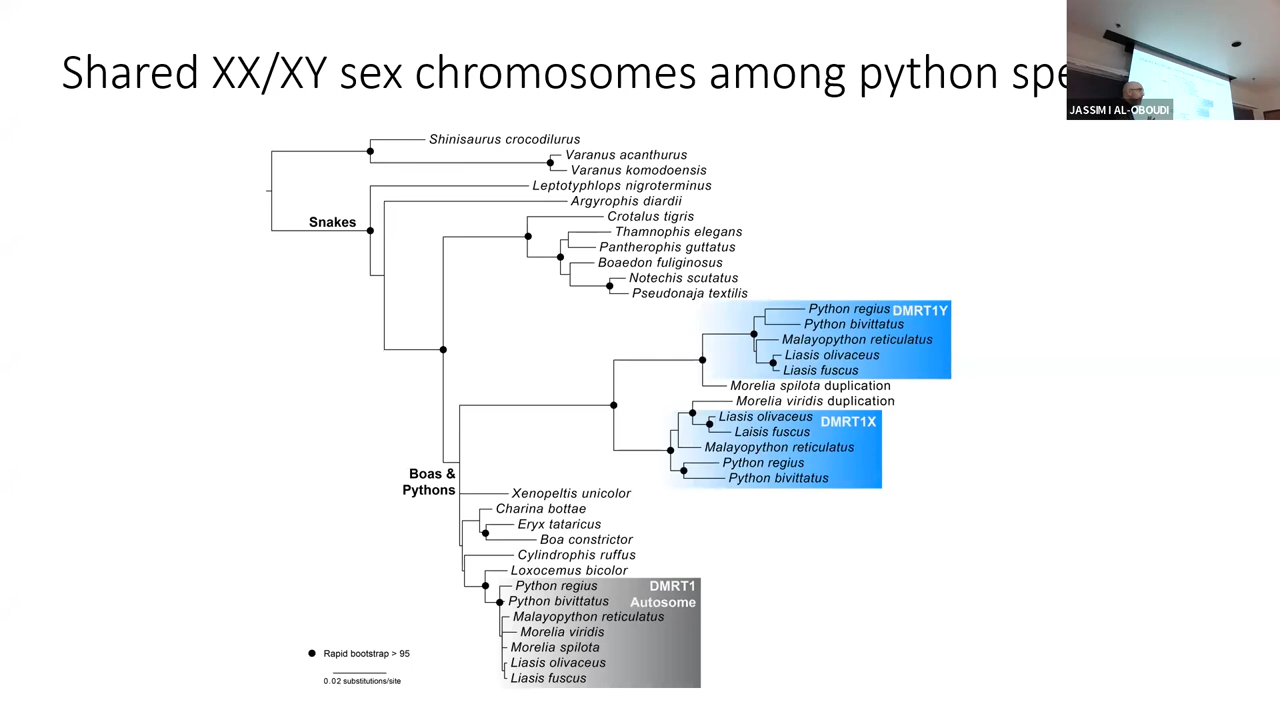 Shared XX/XY sex chromosomes among python spe
JASSIM I AL-OBOUDI
Shinisaurus crocodilurus
Varanus acanthurus
Varanus komodoensis
Leptotyphlops nigroterminus
Argyrophis diardii
Snakes
Crotalus tigris
Thamnophis elegans
Pantherophis guttatus
Boaedon fuliginosus
Notechis scutatus
Pseudonaja textilis
Python regius DMRT1Y
Python bivittatus
Malayopython reticulatus
Liasis olivaceus
Liasis fuscus
Morelia spilota duplication
Morelia viridis duplication
Liasis olivaceus DMRT1X
Laisis fuscus
Malayopython reticulatus
Python regius
Python bivittatus
Boas &
Pythons
Xenopeltis unicolor
Charina bottae
Eryx tataricus
Boa constrictor
Cylindrophis ruffus
Loxocemus bicolor
Python regius DMRT1
Python bivittatus Autosome
Malayopython reticulatus
Morelia viridis
Morelia spilota
Liasis olivaceus
Liasis fuscus
Rapid bootstrap > 95
0.02 substitutions/site